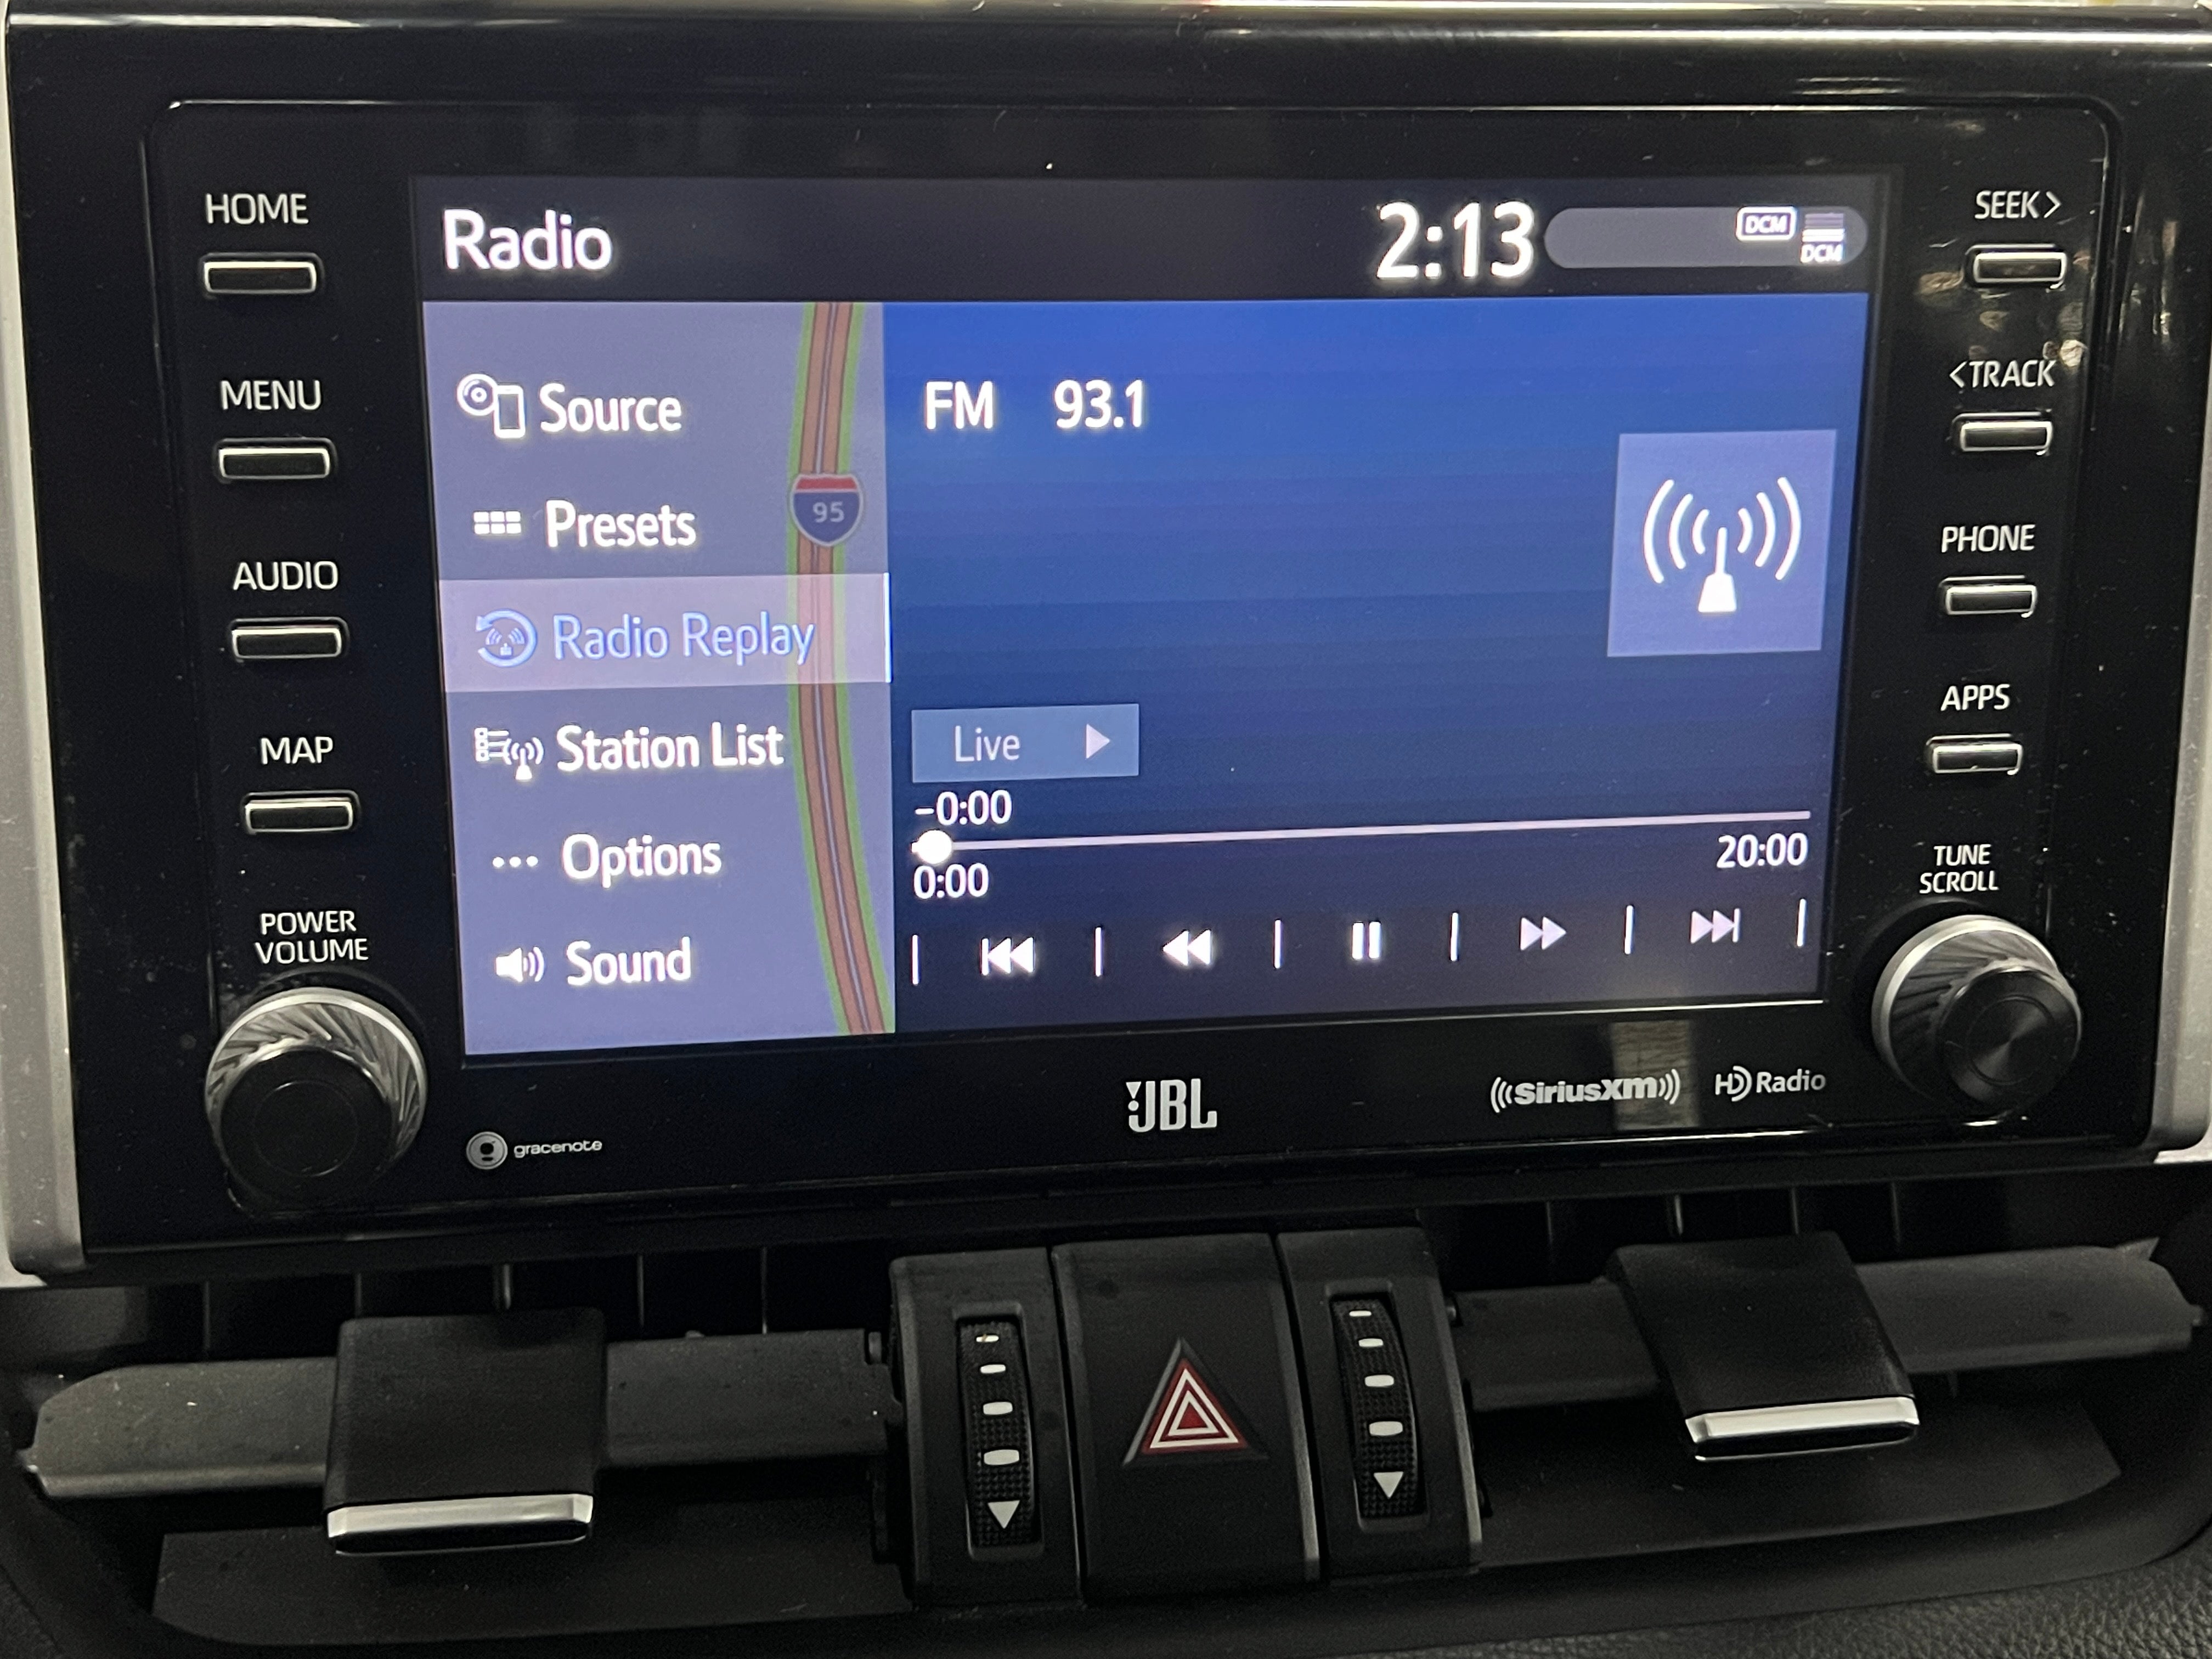 HOME
MENU
AUDIO
MAP
POWER
VOLUME
Radio
2:13
DCM
DCM
Source
Presets
95
Radio Replay
Station List
Options
Sound
FM 93.1
Live
-0:00
0:00
20:00
SEEK>
<TRACK
PHONE
APPS
TUNE
SCROLL
gracenote
JBL
SiriusXM
HD Radio